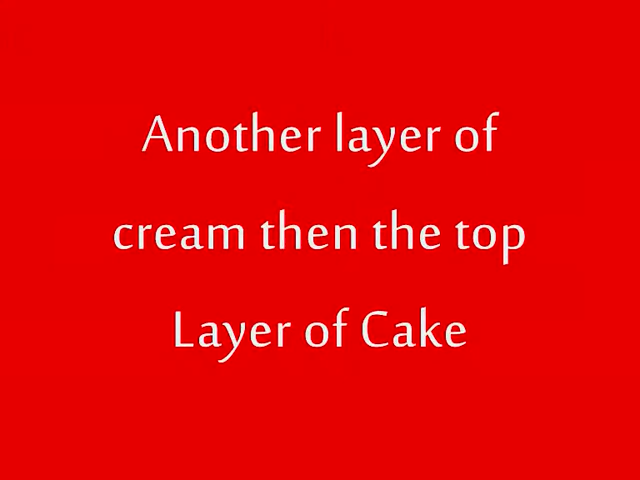 Another layer of
cream then the top
Layer of Cake